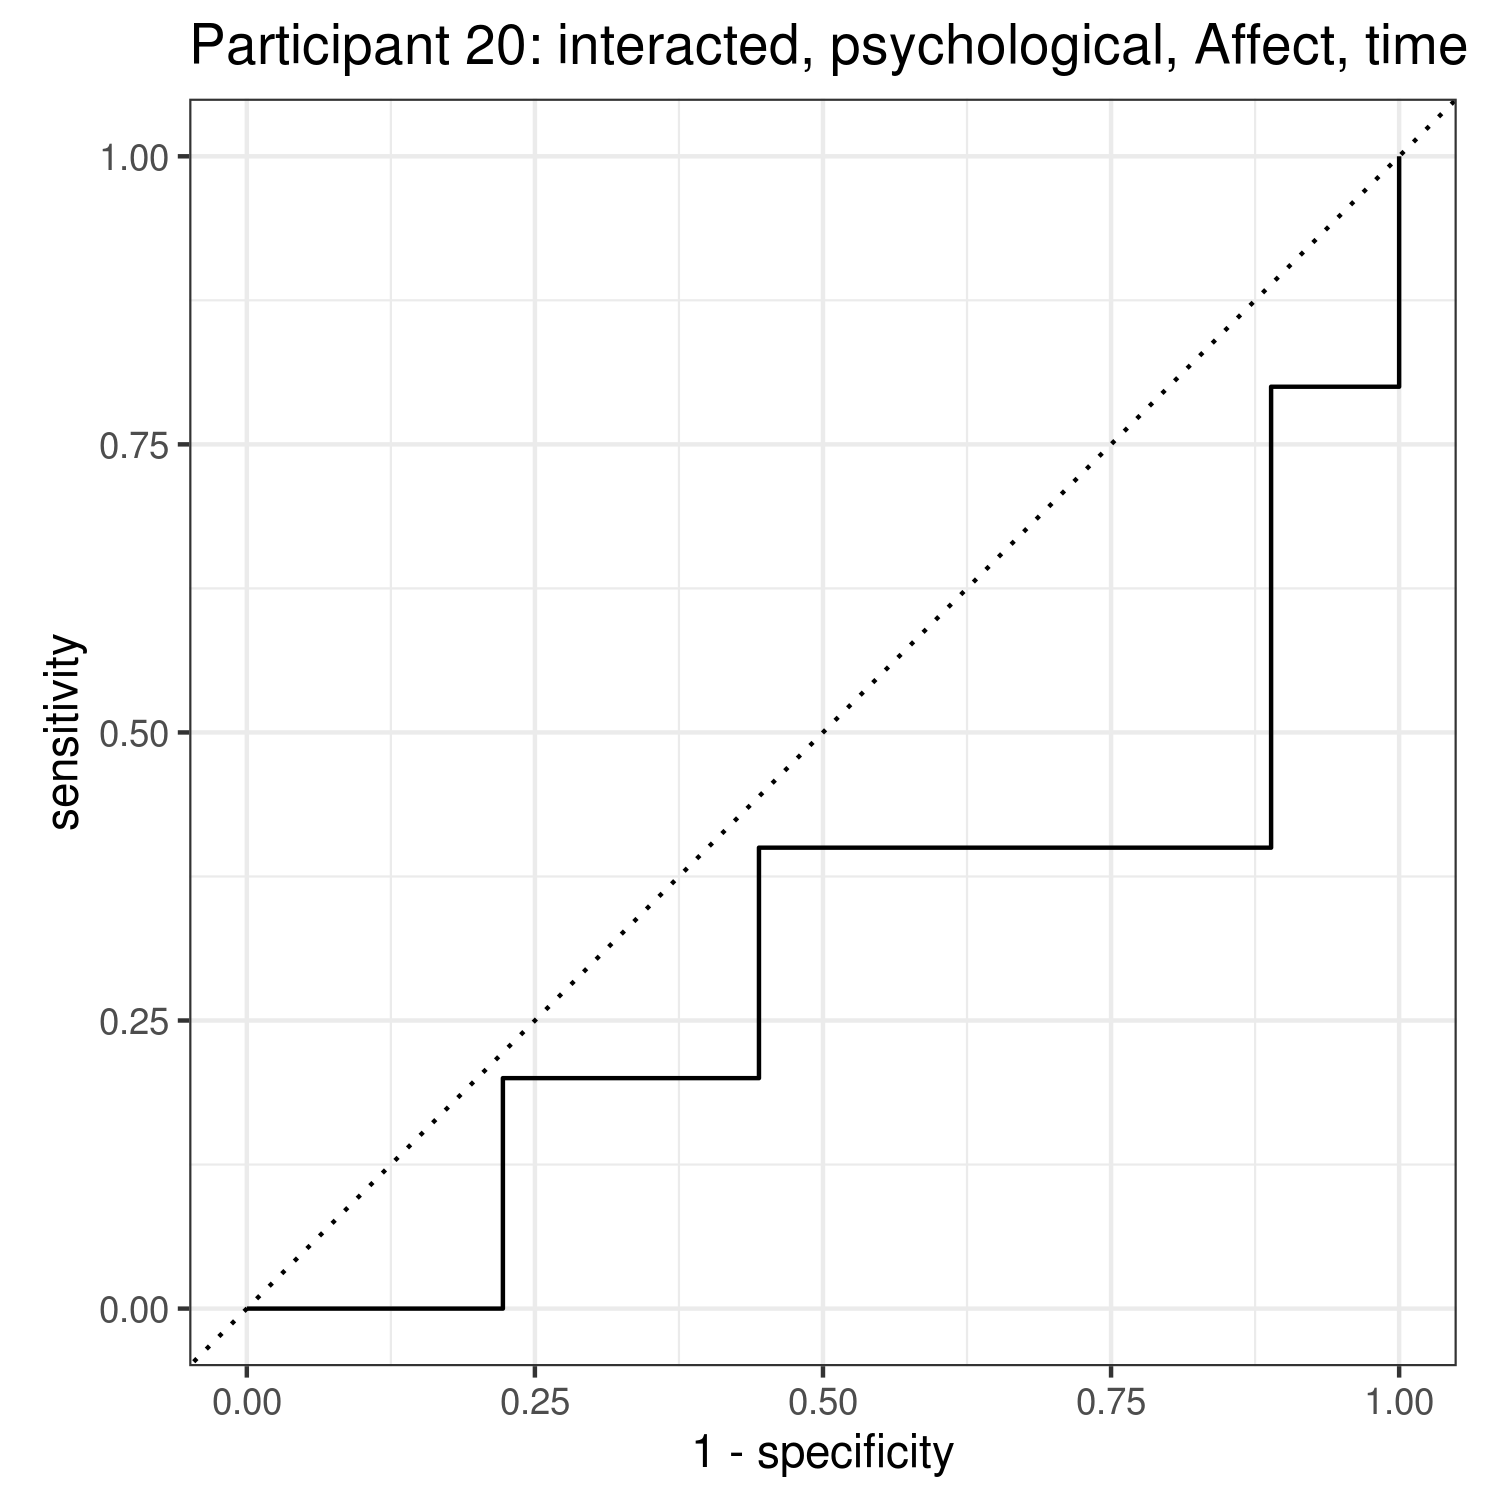 Participant 20: interacted, psychological, Affect, time
1.00
0.75
0.50
0.25
0.00
sensitivity
0.00 0.25 0.50 0.75 1.00
1 - specificity